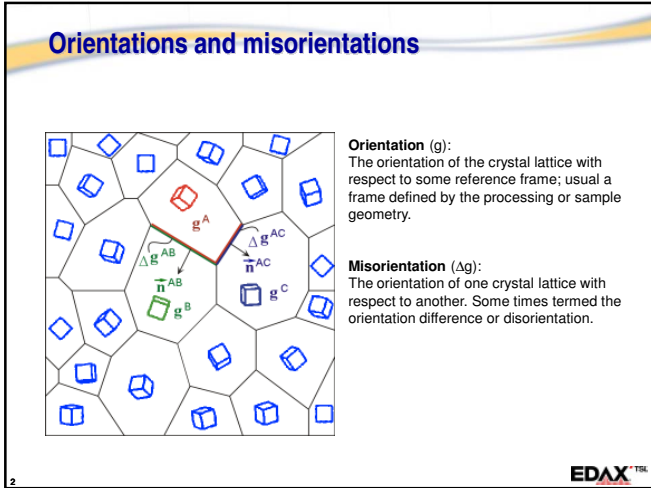 Orientations and misorientations
Orientation (g):
The orientation of the crystal lattice with
respect to some reference frame; usual a
frame defined by the processing or sample
geometry.
Misorientation (Δg):
The orientation of one crystal lattice with
respect to another. Some times termed the
orientation difference or disorientation.
g^A
Δg^AB
Δg^AC
n^AB
n^AC
g^B
g^C
2
EDAX TSL